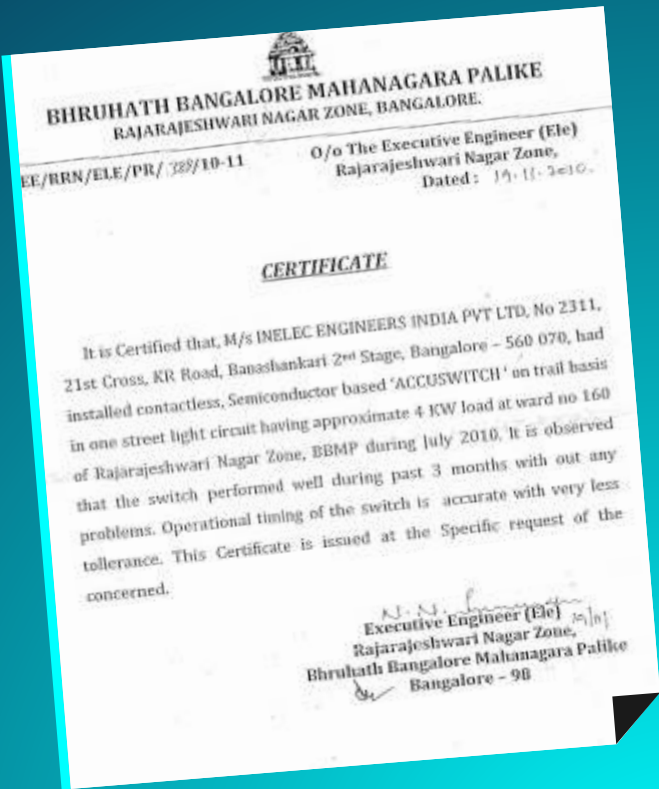 BHRUHATH BANGALORE MAHANAGARA PALIKE
RAJARAJESHWARI NAGAR ZONE, BANGALORE.
EE/RRN/ELE/PR/ /10-11
O/o The Executive Engineer (Ele)
Rajarajeshwari Nagar Zone,
Dated : 19.11.2010.
CERTIFICATE
It is Certified that, M/s INELEC ENGINEERS INDIA PVT LTD, No 2311,
21st Cross, KR Road, Banashankari 2nd Stage, Bangalore – 560 070, had
installed contactless, Semiconductor based 'ACCUSWITCH' on trail basis
in one street light circuit having approximate 4 KW load at ward no 160
of Rajarajeshwari Nagar Zone, BBMP during July 2010. It is observed
that the switch performed well during past 3 months with out any
problems. Operational timing of the switch is accurate with very less
tollerance. This Certificate is issued at the Specific request of the
concerned.
Executive Engineer (Ele)
Rajarajeshwari Nagar Zone,
Bhruhath Bangalore Mahanagara Palike
Bangalore – 98